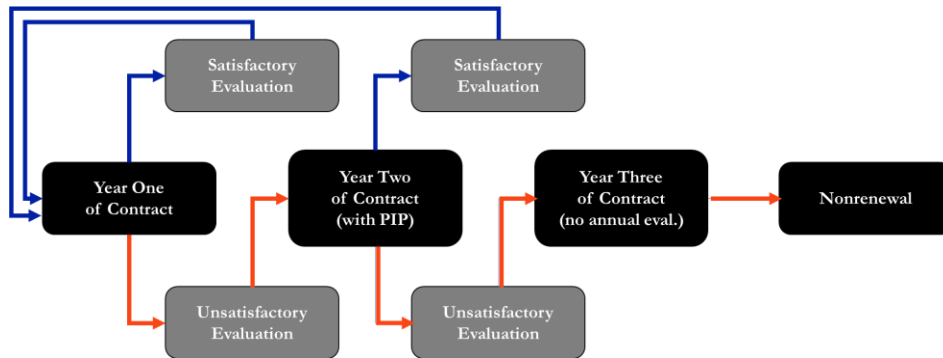 Satisfactory
Evaluation
Satisfactory
Evaluation
Year One
of Contract
Year Two
of Contract
(with PIP)
Year Three
of Contract
(no annual eval.)
Nonrenewal
Unsatisfactory
Evaluation
Unsatisfactory
Evaluation